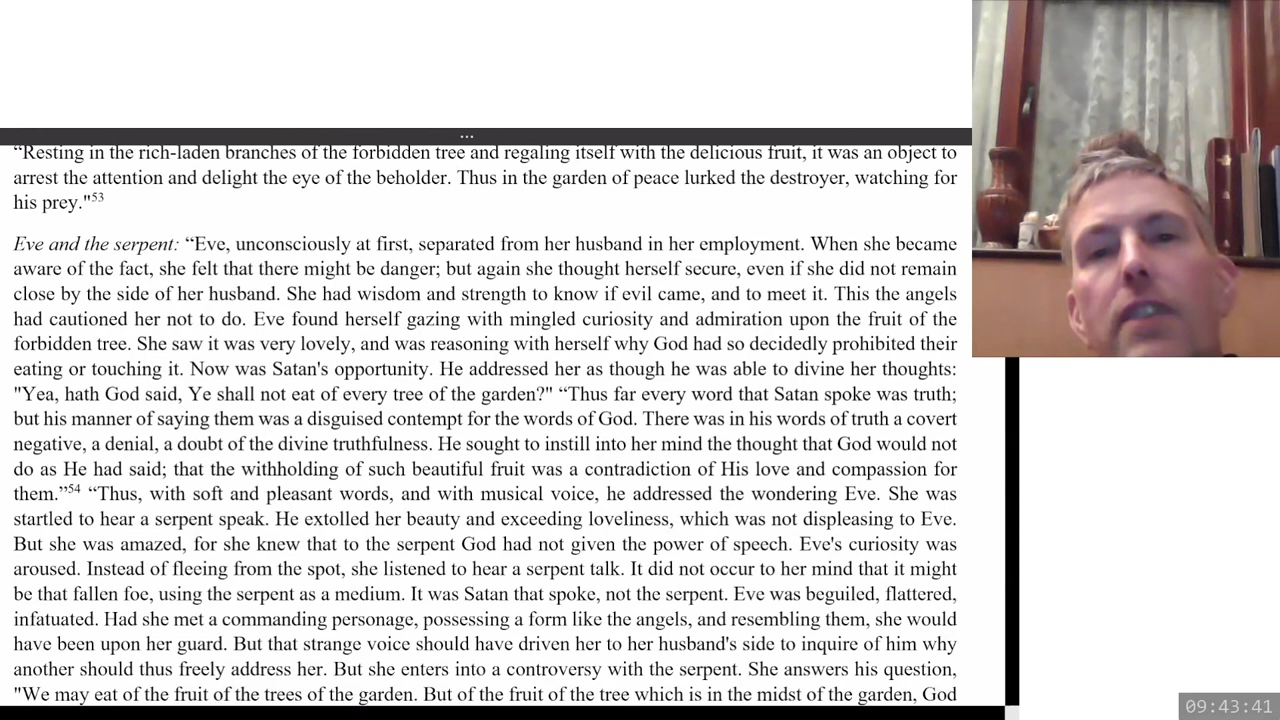 ...
“Resting in the rich-laden branches of the forbidden tree and regaling itself with the delicious fruit, it was an object to
arrest the attention and delight the eye of the beholder. Thus in the garden of peace lurked the destroyer, watching for
his prey."53
Eve and the serpent: “Eve, unconsciously at first, separated from her husband in her employment. When she became
aware of the fact, she felt that there might be danger; but again she thought herself secure, even if she did not remain
close by the side of her husband. She had wisdom and strength to know if evil came, and to meet it. This the angels
had cautioned her not to do. Eve found herself gazing with mingled curiosity and admiration upon the fruit of the
forbidden tree. She saw it was very lovely, and was reasoning with herself why God had so decidedly prohibited their
eating or touching it. Now was Satan's opportunity. He addressed her as though he was able to divine her thoughts:
"Yea, hath God said, Ye shall not eat of every tree of the garden?" “Thus far every word that Satan spoke was truth;
but his manner of saying them was a disguised contempt for the words of God. There was in his words of truth a covert
negative, a denial, a doubt of the divine truthfulness. He sought to instill into her mind the thought that God would not
do as He had said; that the withholding of such beautiful fruit was a contradiction of His love and compassion for
them.”54 “Thus, with soft and pleasant words, and with musical voice, he addressed the wondering Eve. She was
startled to hear a serpent speak. He extolled her beauty and exceeding loveliness, which was not displeasing to Eve.
But she was amazed, for she knew that to the serpent God had not given the power of speech. Eve's curiosity was
aroused. Instead of fleeing from the spot, she listened to hear a serpent talk. It did not occur to her mind that it might
be that fallen foe, using the serpent as a medium. It was Satan that spoke, not the serpent. Eve was beguiled, flattered,
infatuated. Had she met a commanding personage, possessing a form like the angels, and resembling them, she would
have been upon her guard. But that strange voice should have driven her to her husband's side to inquire of him why
another should thus freely address her. But she enters into a controversy with the serpent. She answers his question,
"We may eat of the fruit of the trees of the garden. But of the fruit of the tree which is in the midst of the garden, God
09:43:41